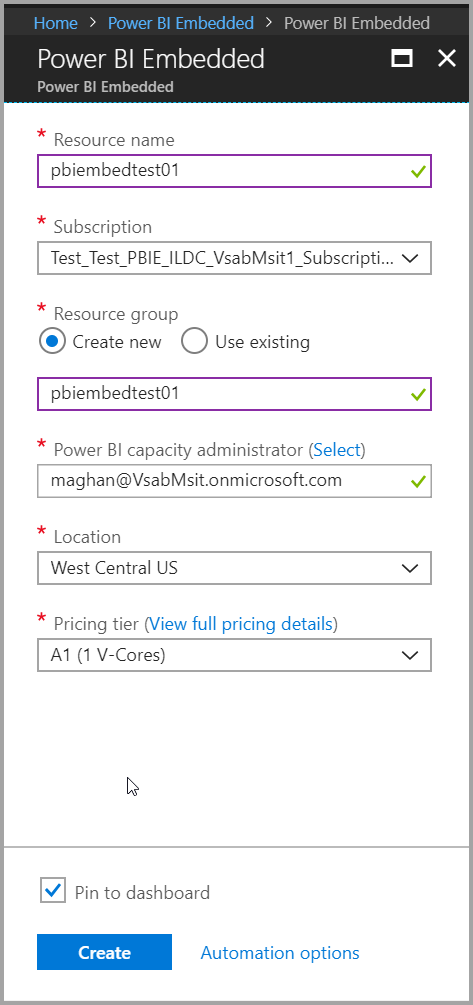 Home > Power BI Embedded > Power BI Embedded
Power BI Embedded
Power BI Embedded
* Resource name
pbiembedtest01
* Subscription
Test_Test_PBIE_ILDC_VsabMsit1_Subscripti...
* Resource group
Create new Use existing
pbiembedtest01
* Power BI capacity administrator (Select)
maghan@VsabMsit.onmicrosoft.com
* Location
West Central US
* Pricing tier (View full pricing details)
A1 (1 V-Cores)
Pin to dashboard
Create Automation options